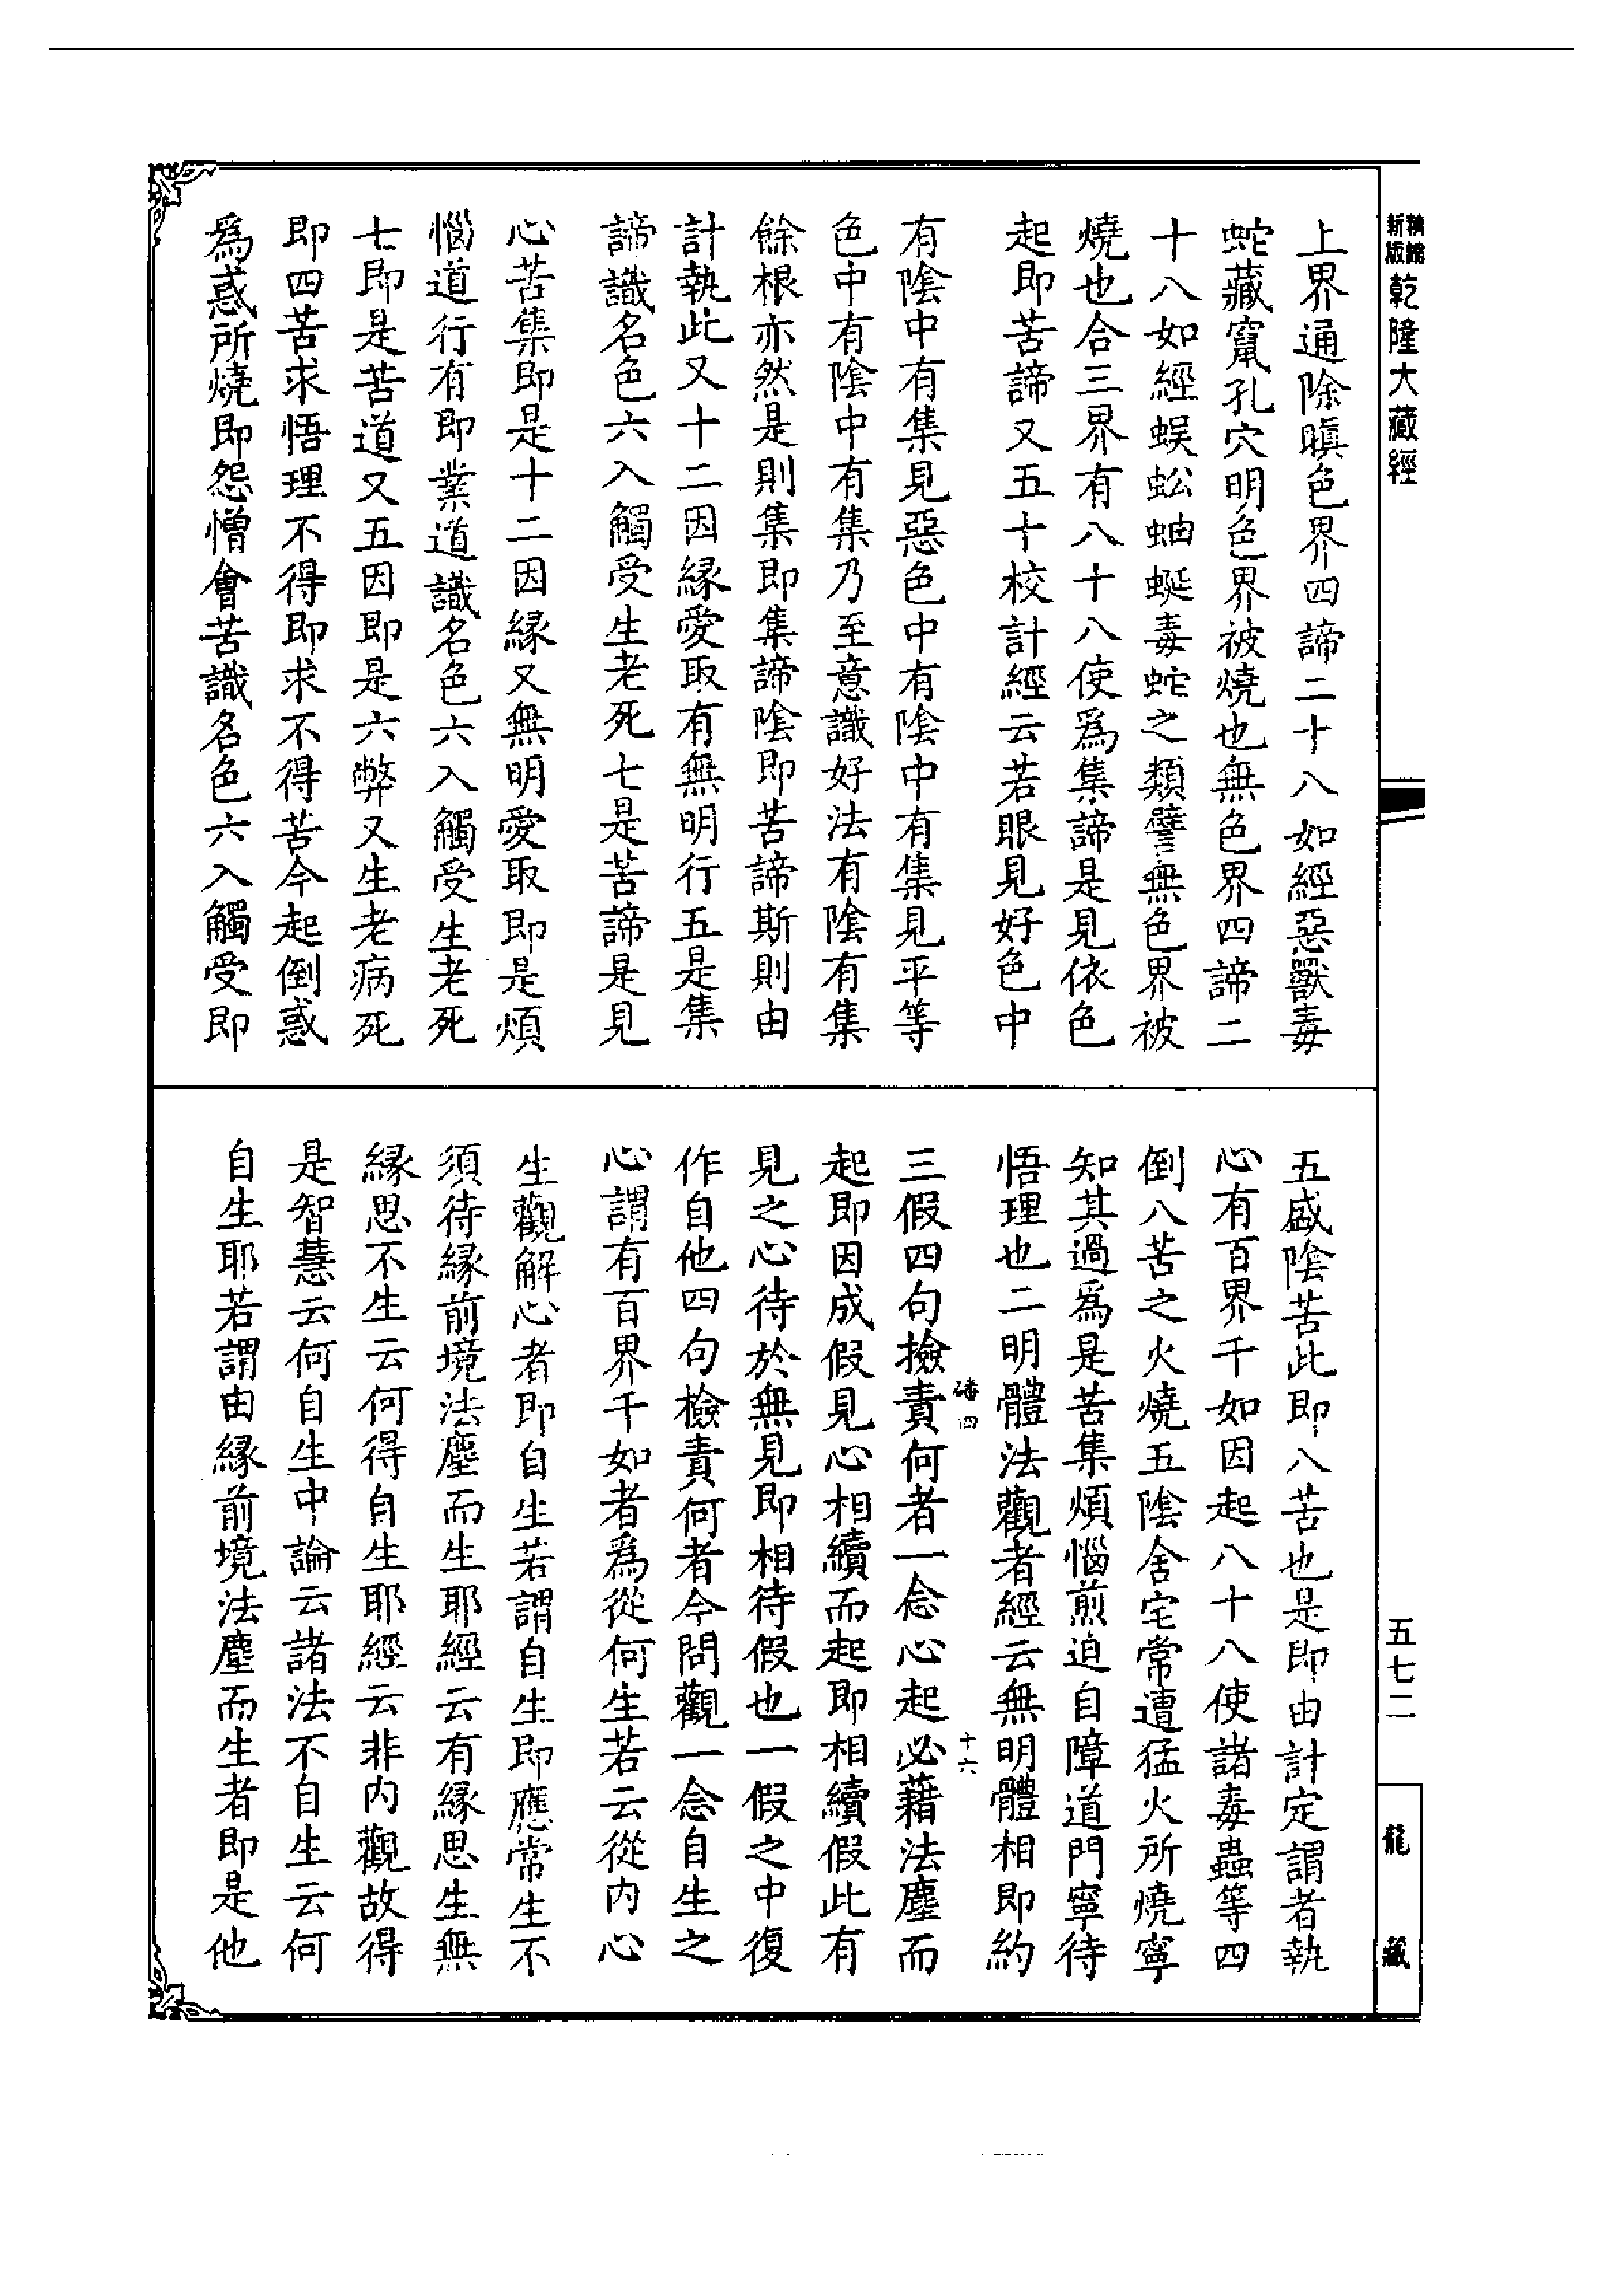 新版精縮乾隆大藏經
上界通除瞋色界四諦二十八如經惡獸毒
蛇藏竄孔穴明色界被燒也無色界四諦二
十八如經蜈蚣蚰蜒毒蛇之類譬無色界被
燒也合三界有八十八使爲集諦是見依色
起即苦諦又五十校計經云若眼見好色中
有陰中有集見惡色中有陰中有集見平等
色中有陰中有集乃至意識好法有陰有集
餘根亦然是則集即集諦陰即苦諦斯則由
計執此又十二因縁愛取有無明行五是集
諦識名色六入觸受生老死七是苦諦是見
心苦集即是十二因縁又無明愛取即是煩
惱道行有即業道識名色六入觸受生老死
七即是苦道又五因即是六弊又生老病死
即四苦求悟理不得即求不得苦今起倒惑
爲惑所燒即怨憎會苦識名色六入觸受即
五盛陰苦此即八苦也是即由計定謂者執
心有百界千如因起八十八使諸毒蟲等四
倒八苦之火燒五陰舍宅常遭猛火所燒寧
知其過爲是苦集煩惱煎迫自障道門寧待
悟理也二明體法觀者經云無明體相即約
磻四 十六
三假四句撿責何者一念心起必藉法塵而
起即因成假見心相續而起即相續假此有
見之心待於無見即相待假也一假之中復
作自他四句檢責何者今問觀一念自生之
心謂有百界千如者爲從何生若云從内心
生觀解心者即自生若謂自生即應常生不
須待縁前境法塵而生耶經云有縁思生無
縁思不生云何得自生耶經云非内觀故得
是智慧云何自生中論云諸法不自生云何
自生耶若謂由縁前境法塵而生者即是他
五七二
龍藏